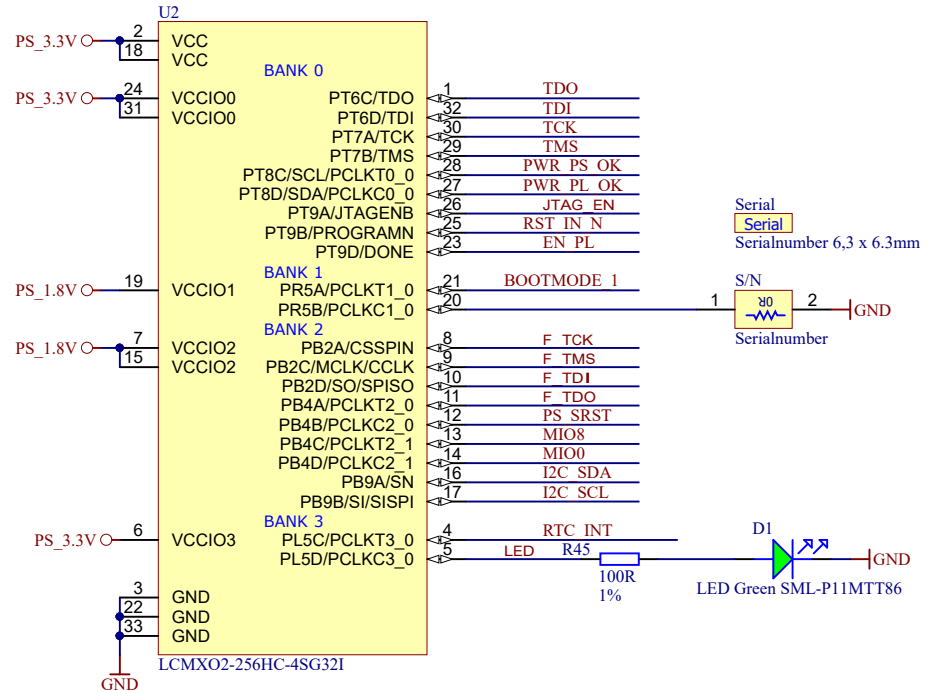 U2
PS_3.3V 2 VCC
18 VCC
BANK 0
PS_3.3V 24 VCCIO0 PT6C/TDO 1 TDO
31 VCCIO0 PT6D/TDI 32 TDI
PT7A/TCK 30 TCK
PT7B/TMS 29 TMS
PT8C/SCL/PCLKT0_0 28 PWR_PS_OK
PT8D/SDA/PCLKC0_0 27 PWR_PL_OK
PT9A/JTAGENB 26 JTAG_EN
PT9B/PROGRAMN 25 RST_IN_N
PT9D/DONE 23 EN_PL
Serial
Serial
Serialnumber 6,3 x 6.3mm
BANK 1
PS_1.8V 19 VCCIO1 PR5A/PCLKT1_0 21 BOOTMODE_1
PR5B/PCLKC1_0 20
S/N
1 0R 2 GND
Serialnumber
BANK 2
PS_1.8V 7 VCCIO2 PB2A/CSSPIN 8 F_TCK
15 VCCIO2 PB2C/MCLK/CCLK 9 F_TMS
PB2D/SO/SPISO 10 F_TDI
PB4A/PCLKT2_0 11 F_TDO
PB4B/PCLKC2_0 12 PS_SRST
PB4C/PCLKT2_1 13 MIO8
PB4D/PCLKC2_1 14 MIO0
PB9A/SN 16 I2C_SDA
PB9B/SI/SISPI 17 I2C_SCL
BANK 3
PS_3.3V 6 VCCIO3 PL5C/PCLKT3_0 4 RTC_INT
PL5D/PCLKC3_0 5 LED R45
100R
1%
D1
GND
LED Green SML-P11MTT86
3 GND
22 GND
33 GND
GND
LCMXO2-256HC-4SG32I